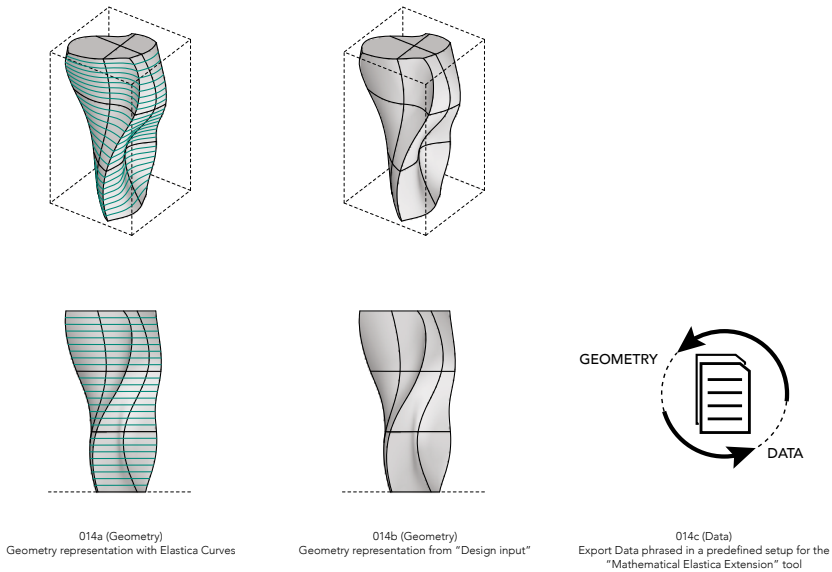 GEOMETRY
DATA
014a (Geometry)
Geometry representation with Elastica Curves
014b (Geometry)
Geometry representation from “Design input”
014c (Data)
Export Data phrased in a predefined setup for the
“Mathematical Elastica Extension” tool